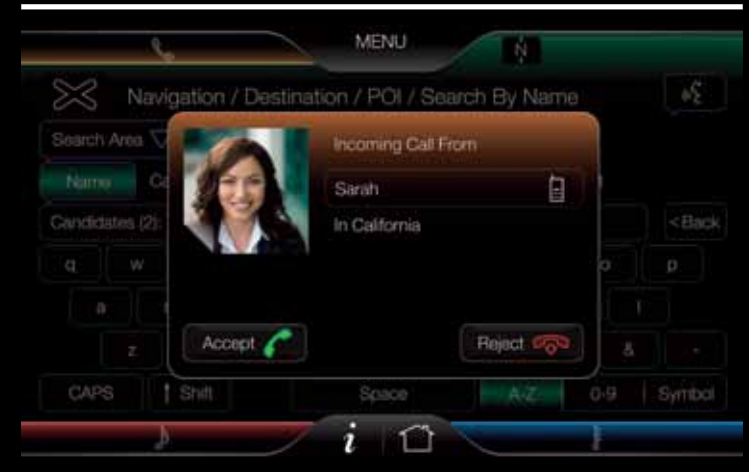 MENU
N
Navigation / Destination / POI / Search By Name
Search Area
Incoming Call From
Name
Sarah
Candidates (2):
In California
<Back
q w o p
a l
Accept
Reject
z & -
CAPS Shift Space A-Z 0-9 Symbol
i